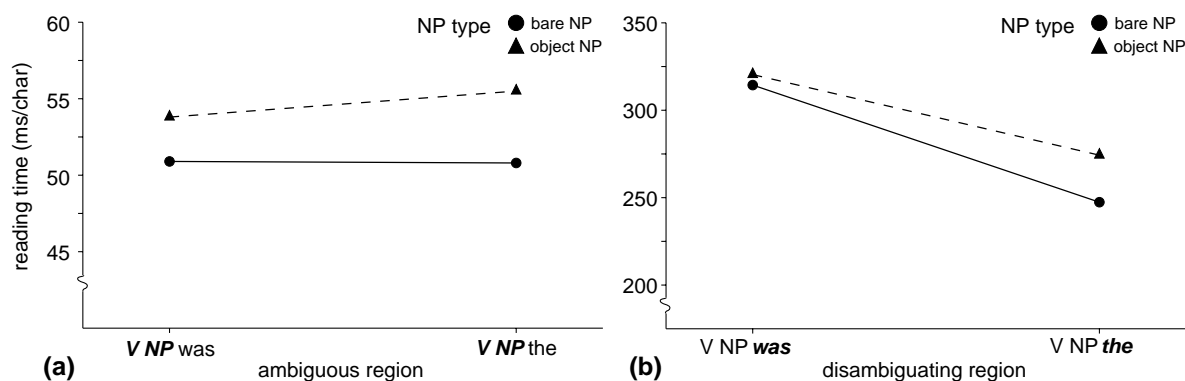 60
55
50
45
reading time (ms/char)
NP type
bare NP
object NP
V NP was
V NP the
(a)
ambiguous region
350
300
250
200
NP type
bare NP
object NP
V NP was
V NP the
(b)
disambiguating region